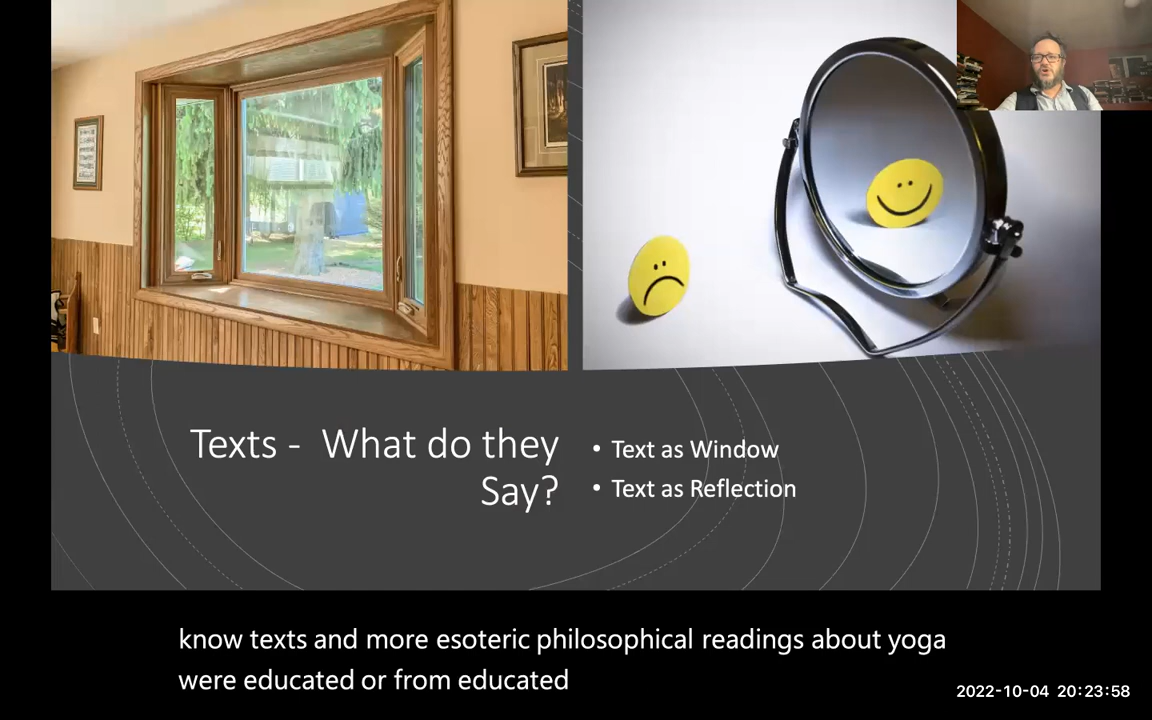 Texts -  What do they
Say?
• Text as Window
• Text as Reflection
know texts and more esoteric philosophical readings about yoga
were educated or from educated
2022-10-04 20:23:58